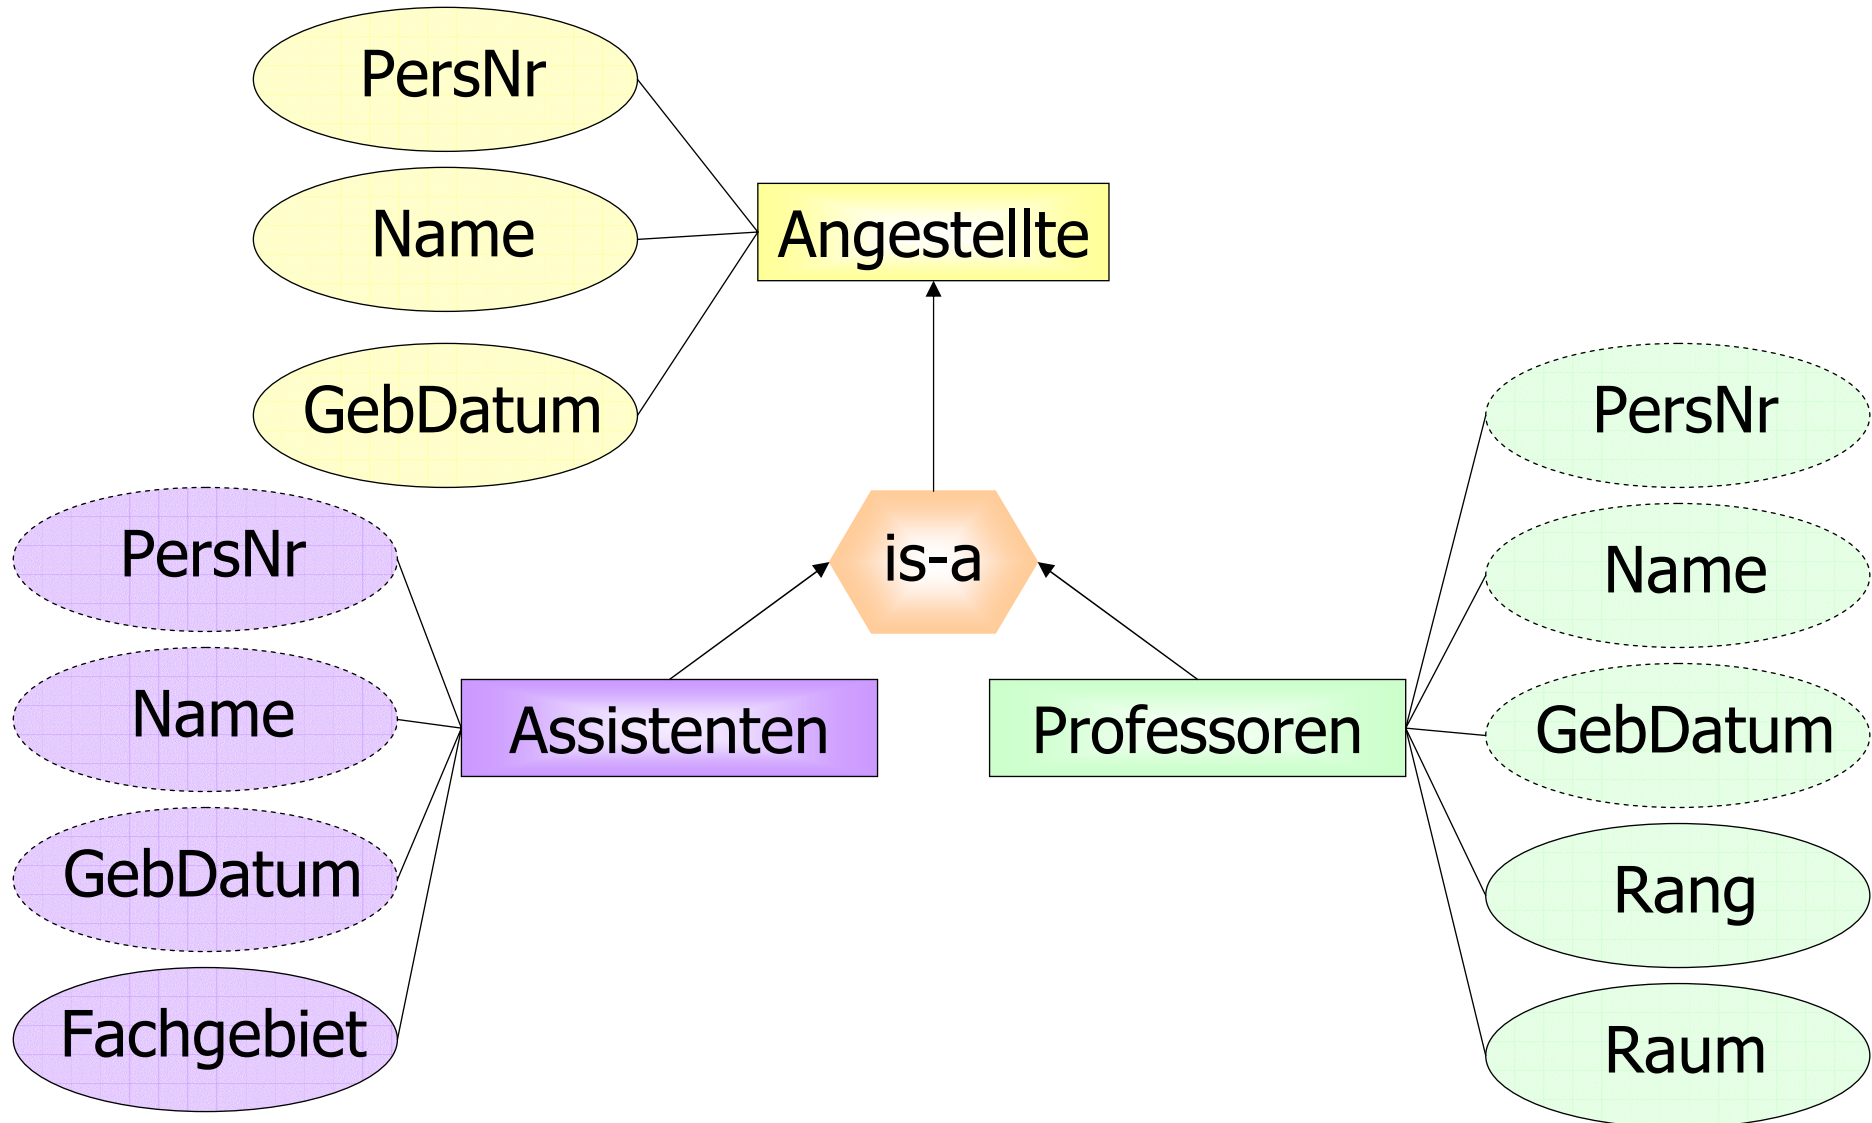 PersNr
Name
Angestellte
GebDatum
PersNr
PersNr
is-a
Name
Name
Assistenten
Professoren
GebDatum
GebDatum
Rang
Fachgebiet
Raum